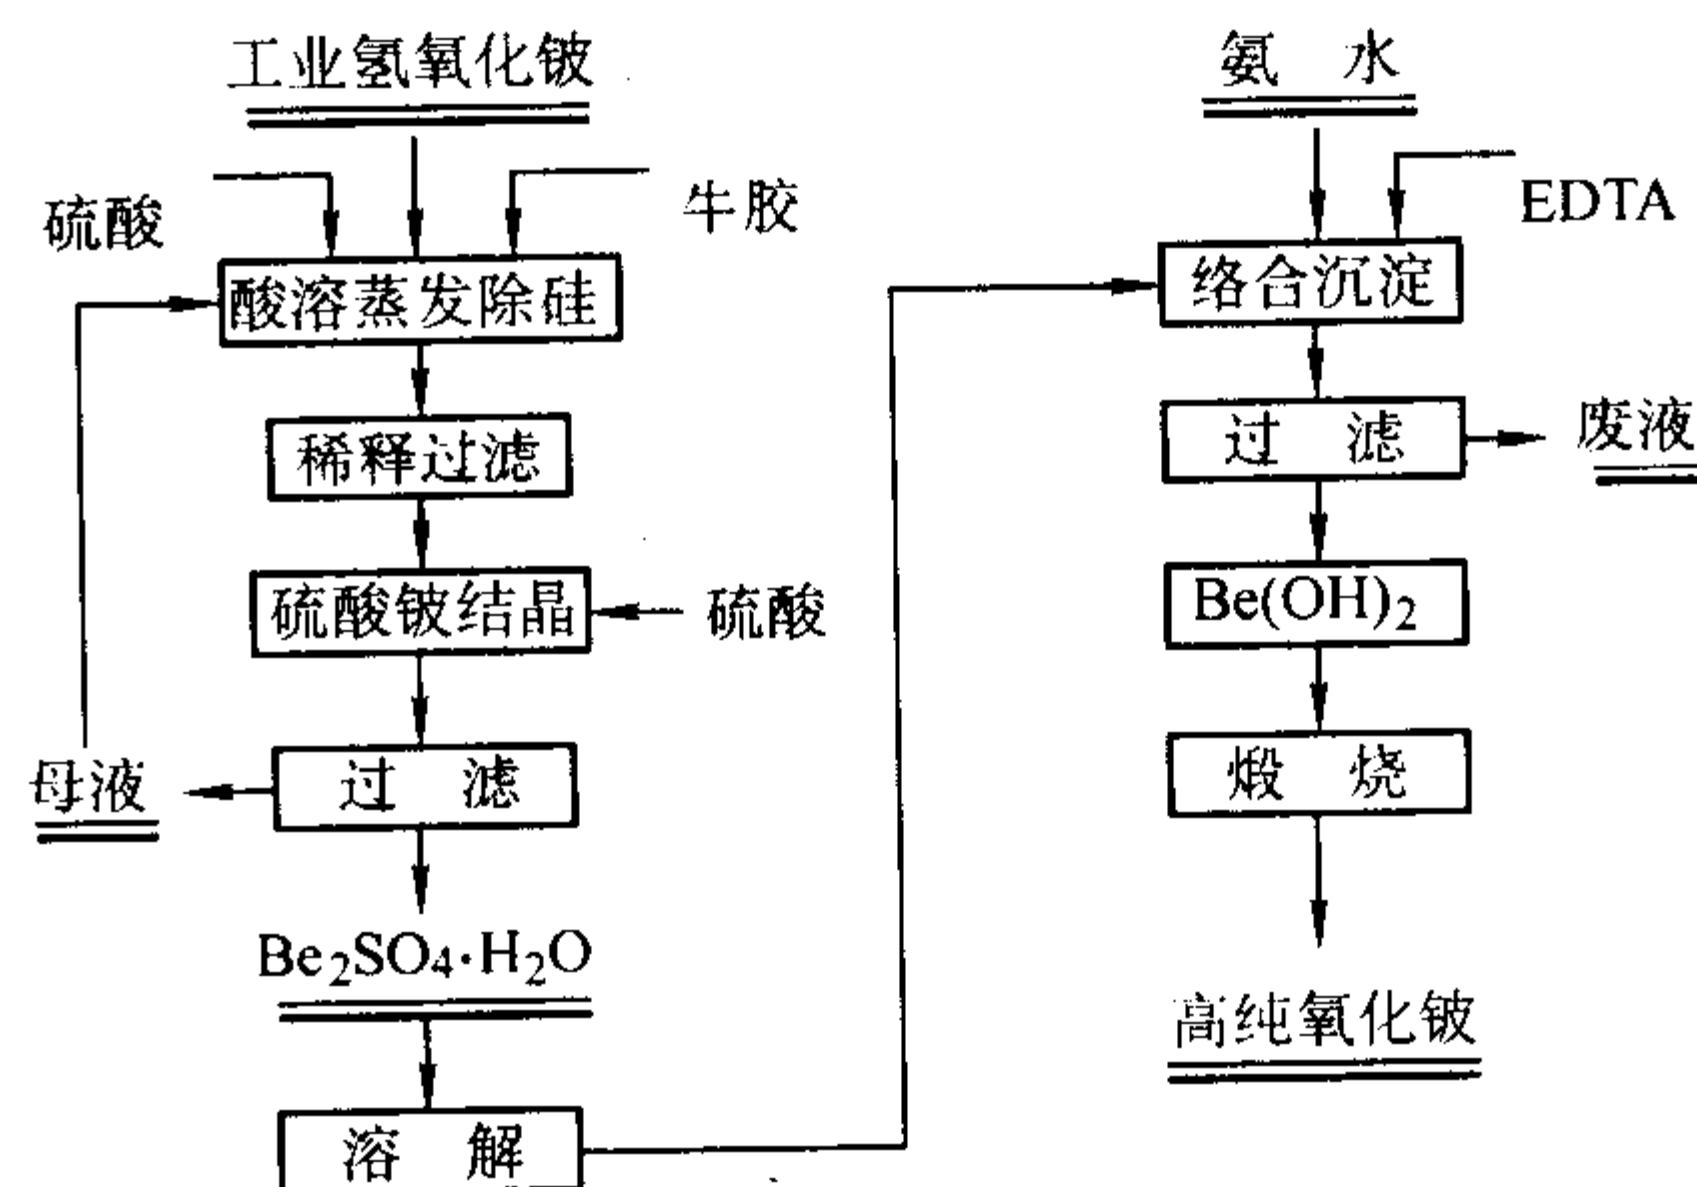 工业氢氧化铍
硫酸
牛胶
酸溶蒸发除硅
稀释过滤
硫酸铍结晶
硫酸
母液
过 滤
Be₂SO₄·H₂O
溶 解
氨 水
EDTA
络合沉淀
过 滤
废液
Be(OH)₂
煅 烧
高纯氧化铍